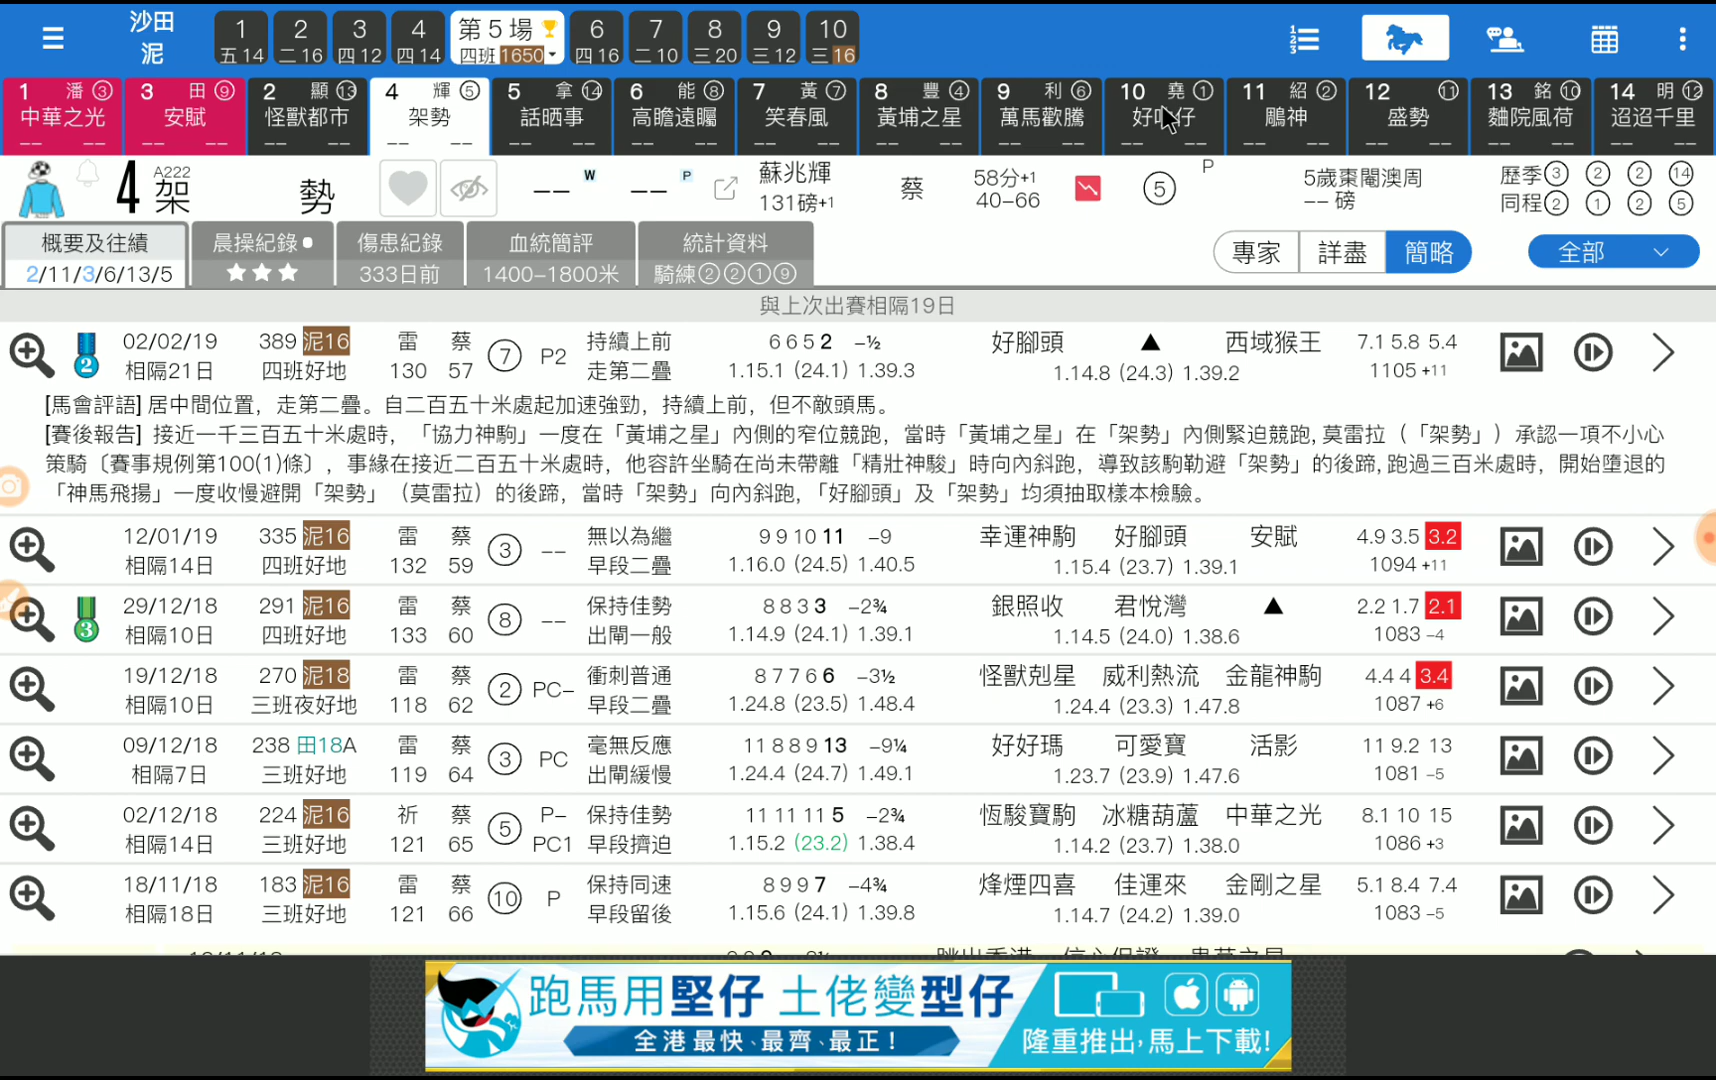 沙田
泥
1
五14
2
二16
3
四12
4
四14
第5場
四班1650
6
四16
7
二10
8
三20
9
三12
10
三16
1 潘③
中華之光
-- --
3 田⑨
安賦
-- --
2 顯⑬
怪獸都市
-- --
4 輝⑤
架勢
-- --
5 拿⑭
話晒事
-- --
6 能⑧
高瞻遠矚
-- --
7 黃⑦
笑春風
-- --
8 豐④
黃埔之星
-- --
9 利⑥
萬馬歡騰
-- --
10 堯①
-- --
11 紹②
鵰神
-- --
12 ⑪
盛勢
-- --
13 銘⑩
麯院風荷
-- --
14 明⑫
迢迢千里
-- --
4 A222
架 勢
-- W -- P
蘇兆輝
131磅+1
蔡
58分+1
40-66
⑤ P
5歲棗閹澳周
-- 磅
歷季③ ② ② ⑭
同程② ① ② ⑤
概要及往績
2/11/3/6/13/5
晨操紀錄●
★★★
傷患紀錄
333日前
血統簡評
1400-1800米
統計資料
騎練②②①⑨
專家 詳盡 簡略
全部
與上次出賽相隔19日
02/02/19 389 泥16 雷 蔡 ⑦ P2 持續上前 6 6 5 2 -½ 好腳頭 ▲ 西域猴王 7.1 5.8 5.4
相隔21日 四班好地 130 57 走第二疊 1.15.1 (24.1) 1.39.3 1.14.8 (24.3) 1.39.2 1105 +11
[馬會評語] 居中間位置，走第二疊。自二百五十米處起加速強勁，持續上前，但不敵頭馬。
[賽後報告] 接近一千三百五十米處時，「協力神駒」一度在「黃埔之星」內側的窄位競跑，當時「黃埔之星」在「架勢」內側緊迫競跑,莫雷拉（「架勢」）承認一項不小心
策騎〔賽事規例第100(1)條〕，事緣在接近二百五十米處時，他容許坐騎在尚未帶離「精壯神駿」時向內斜跑，導致該駒勒避「架勢」的後蹄,跑過三百米處時，開始墮退的
「神馬飛揚」一度收慢避開「架勢」（莫雷拉）的後蹄，當時「架勢」向內斜跑,「好腳頭」及「架勢」均須抽取樣本檢驗。
12/01/19 335 泥16 雷 蔡 ③ -- 無以為繼 9 9 10 11 -9 幸運神駒 好腳頭 安賦 4.9 3.5 3.2
相隔14日 四班好地 132 59 早段二疊 1.16.0 (24.5) 1.40.5 1.15.4 (23.7) 1.39.1 1094 +11
29/12/18 291 泥16 雷 蔡 ⑧ -- 保持佳勢 8 8 3 3 -2¾ 銀照收 君悅灣 ▲ 2.2 1.7 2.1
相隔10日 四班好地 133 60 出閘一般 1.14.9 (24.1) 1.39.1 1.14.5 (24.0) 1.38.6 1083 -4
19/12/18 270 泥18 雷 蔡 ② PC- 衝刺普通 8 7 7 6 6 -3½ 怪獸剋星 威利熱流 金龍神駒 4.4 4 3.4
相隔10日 三班夜好地 118 62 早段二疊 1.24.8 (23.5) 1.48.4 1.24.4 (23.3) 1.47.8 1087 +6
09/12/18 238 田18A 雷 蔡 ③ PC 毫無反應 11 8 8 9 13 -9¼ 好好瑪 可愛寶 活影 11 9.2 13
相隔7日 三班好地 119 64 出閘緩慢 1.24.4 (24.7) 1.49.1 1.23.7 (23.9) 1.47.6 1081 -5
02/12/18 224 泥16 祈 蔡 ⑤ P- 保持佳勢 11 11 11 5 -2¾ 恆駿寶駒 冰糖葫蘆 中華之光 8.1 10 15
相隔14日 三班好地 121 65 PC1 早段擠迫 1.15.2 (23.2) 1.38.4 1.14.2 (23.7) 1.38.0 1086 +3
18/11/18 183 泥16 雷 蔡 ⑩ P 保持同速 8 9 9 7 -4¾ 烽煙四喜 佳運來 金剛之星 5.1 8.4 7.4
相隔18日 三班好地 121 66 早段留後 1.15.6 (24.1) 1.39.8 1.14.7 (24.2) 1.39.0 1083 -5
跑馬用堅仔 土佬變型仔
全港最快、最齊、最正！
隆重推出，馬上下載!